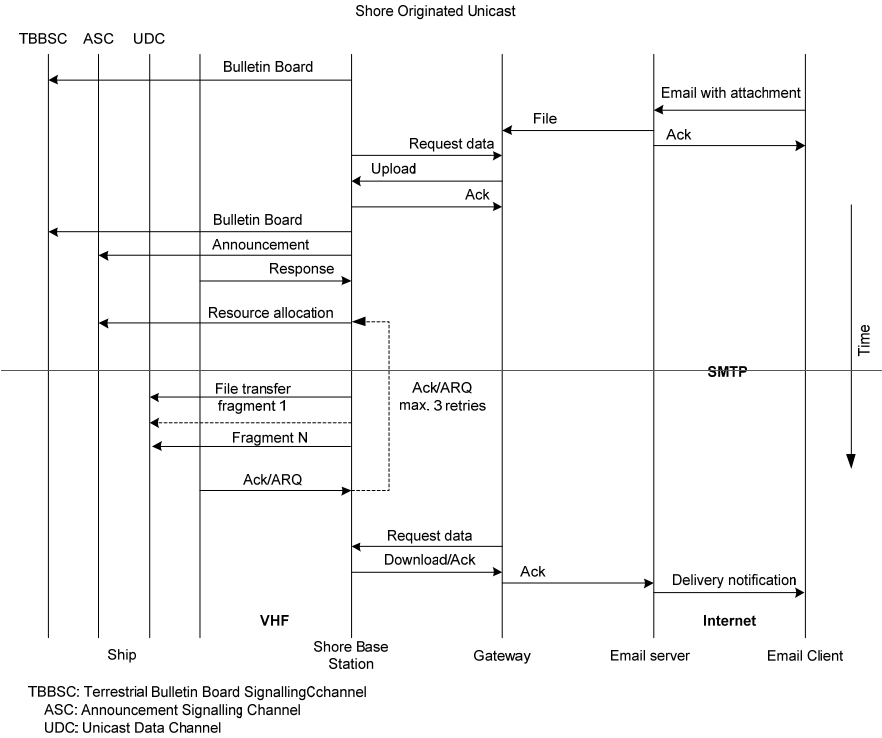 Shore Originated Unicast
TBBSC ASC UDC
Bulletin Board
Email with attachment
File
Ack
Request data
Upload
Ack
Bulletin Board
Announcement
Response
Resource allocation
Time
SMTP
File transfer
fragment 1
Ack/ARQ
max. 3 retries
Fragment N
Ack/ARQ
Request data
Download/Ack
Ack
Delivery notification
VHF
Internet
Ship
Shore Base
Station
Gateway
Email server
Email Client
TBBSC: Terrestrial Bulletin Board SignallingCchannel
ASC: Announcement Signalling Channel
UDC: Unicast Data Channel